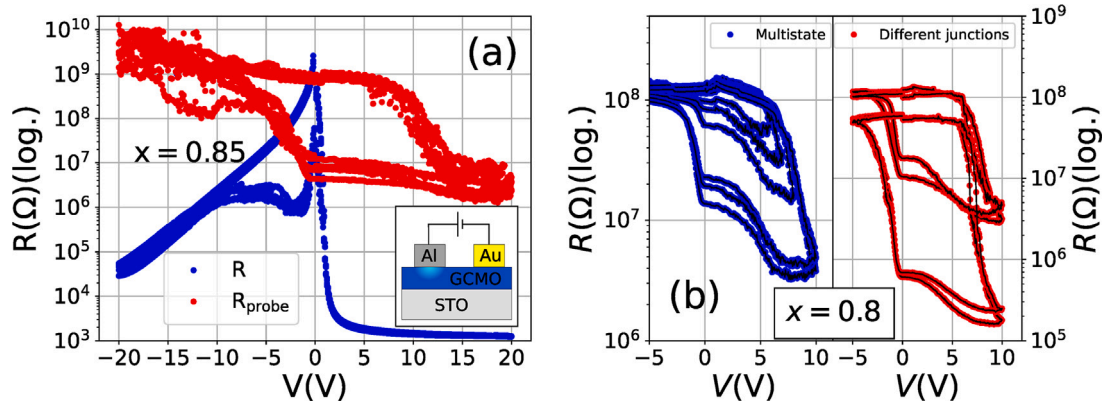 (a)
R(Ω)(log.)
10¹⁰
10⁹
10⁸
10⁷
10⁶
10⁵
10⁴
10³
x = 0.85
R
R_probe
Al
Au
GCMO
STO
−20 −15 −10 −5 0 5 10 15 20
V(V)
Multistate
Different junctions
R(Ω)(log.)
10⁸
10⁷
10⁶
10⁹
10⁸
10⁷
10⁶
10⁵
R(Ω)(log.)
(b)
x = 0.8
−5 0 5 10
−5 0 5 10
V(V)
V(V)